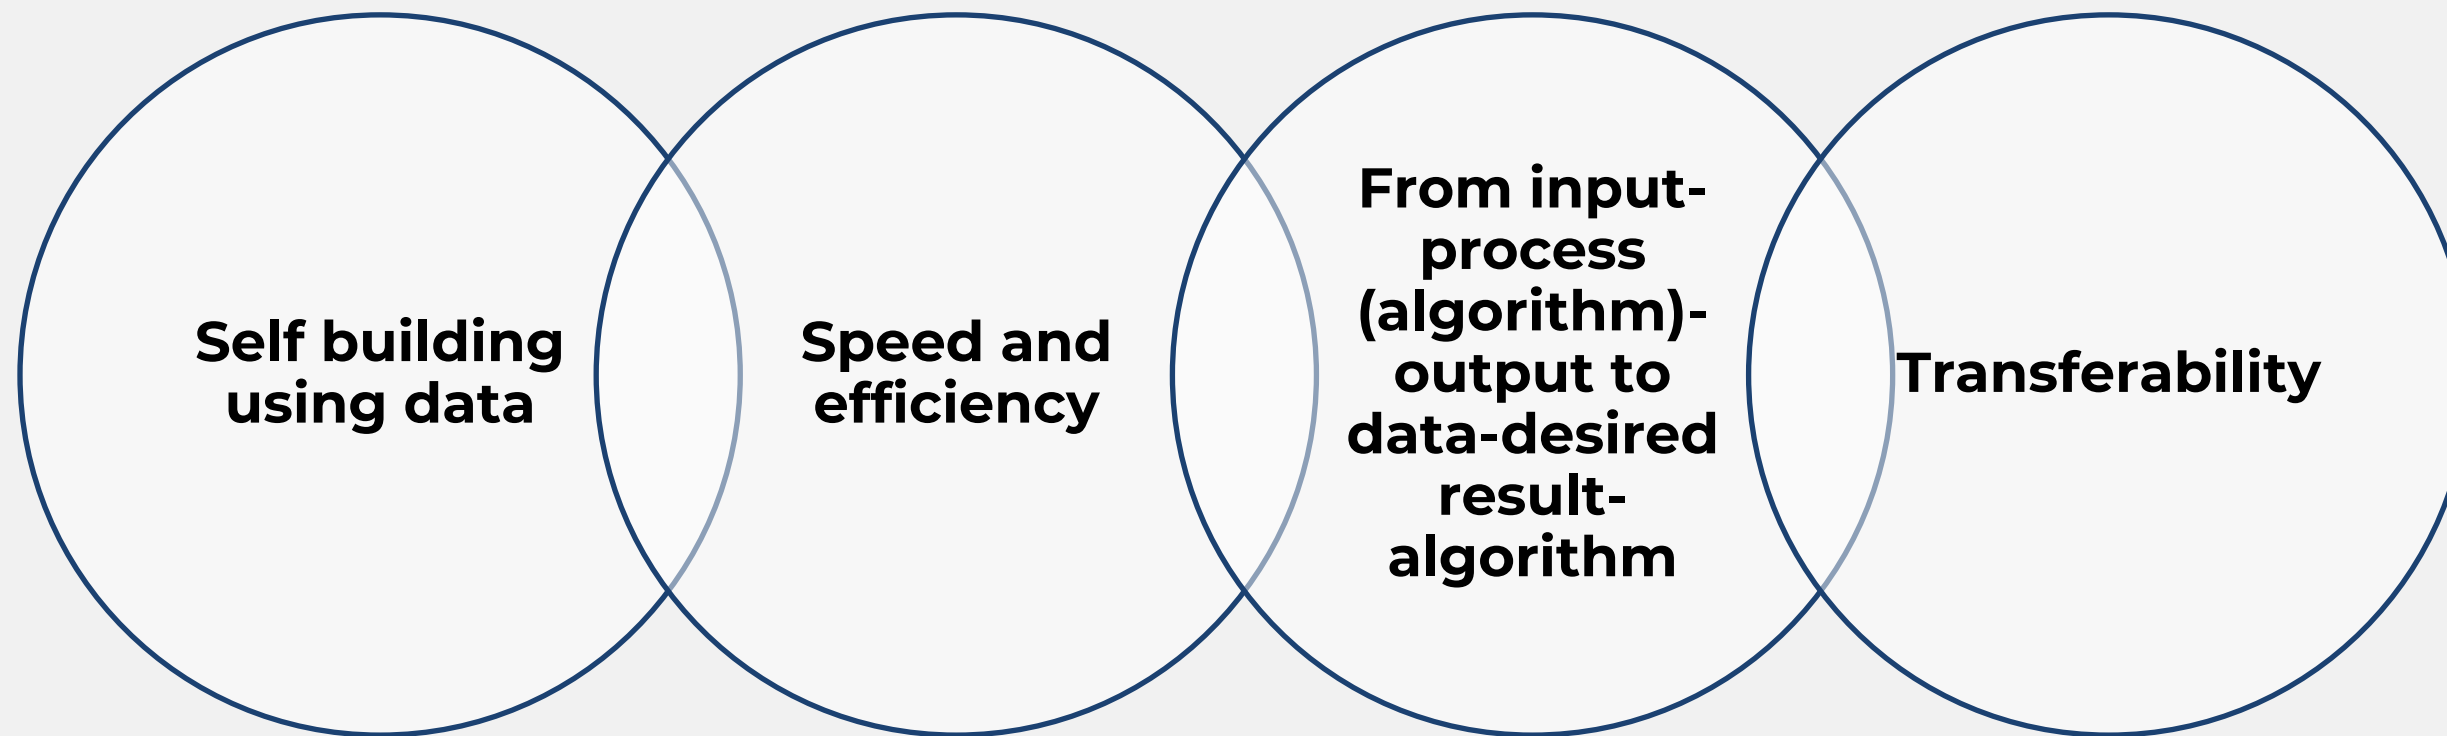 Self building
using data
Speed and
efficiency
From input-
process
(algorithm)-
output to
data-desired
result-
algorithm
Transferability